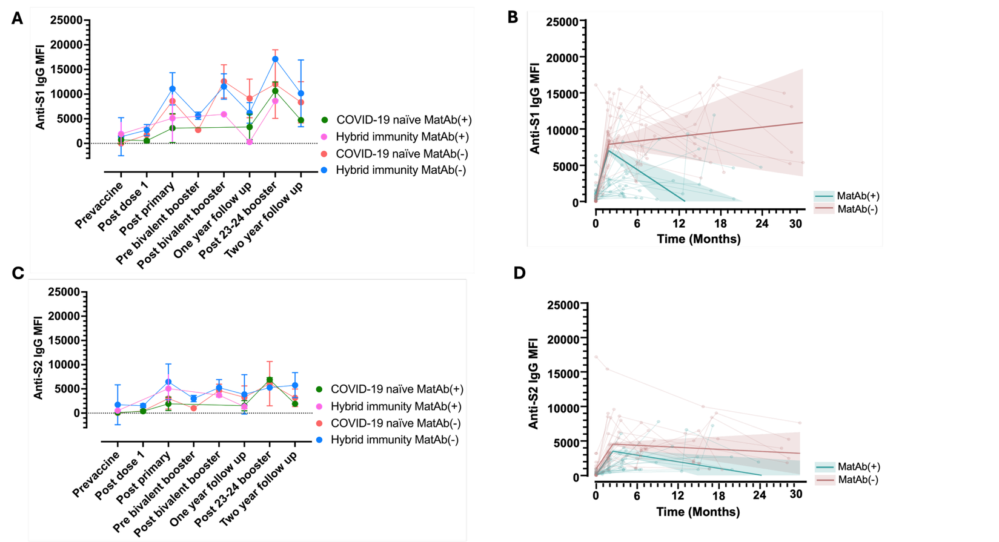 A
Anti-S1 IgG MFI
25000
20000
15000
10000
5000
0
Prevaccine
Post dose 1
Post primary
Pre bivalent booster
Post bivalent booster
One year follow up
Post 23-24 booster
Two year follow up
COVID-19 naïve MatAb(+)
Hybrid immunity MatAb(+)
COVID-19 naïve MatAb(-)
Hybrid immunity MatAb(-)
B
Anti-S1 IgG MFI
25000
20000
15000
10000
5000
0
0 6 12 18 24 30
Time (Months)
MatAb(+)
MatAb(-)
C
Anti-S2 IgG MFI
25000
20000
15000
10000
5000
0
Prevaccine
Post dose 1
Post primary
Pre bivalent booster
Post bivalent booster
One year follow up
Post 23-24 booster
Two year follow up
COVID-19 naïve MatAb(+)
Hybrid immunity MatAb(+)
COVID-19 naïve MatAb(-)
Hybrid immunity MatAb(-)
D
Anti-S2 IgG MFI
25000
20000
15000
10000
5000
0
0 6 12 18 24 30
Time (Months)
MatAb(+)
MatAb(-)